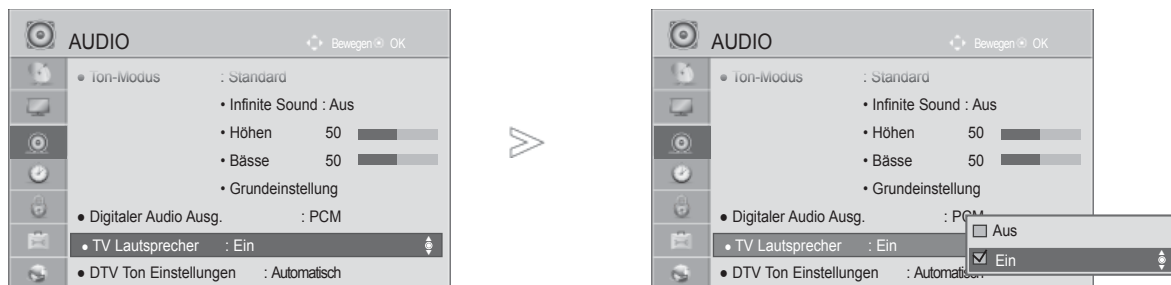 AUDIO
Bewegen OK
● Ton-Modus : Standard
• Infinite Sound : Aus
• Höhen 50
• Bässe 50
• Grundeinstellung
● Digitaler Audio Ausg. : PCM
● TV Lautsprecher : Ein
● DTV Ton Einstellungen : Automatisch
>
AUDIO
Bewegen OK
● Ton-Modus : Standard
• Infinite Sound : Aus
• Höhen 50
• Bässe 50
• Grundeinstellung
● Digitaler Audio Ausg. : PCM
Aus
● TV Lautsprecher : Ein
Ein
● DTV Ton Einstellungen : Automatisch